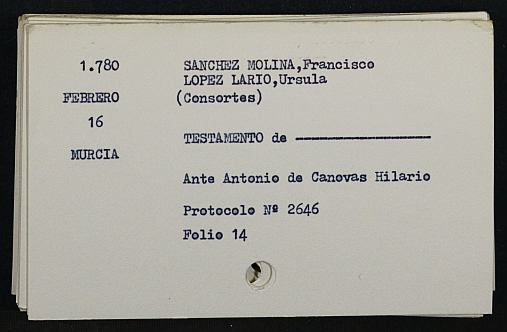 1.780
FEBRERO
16
MURCIA
SANCHEZ MOLINA,Francisco
LOPEZ LARIO,Ursula
(Consortes)
TESTAMENTO de ----------------
Ante Antonio de Canovas Hilario
Protocolo Nº 2646
Folio 14